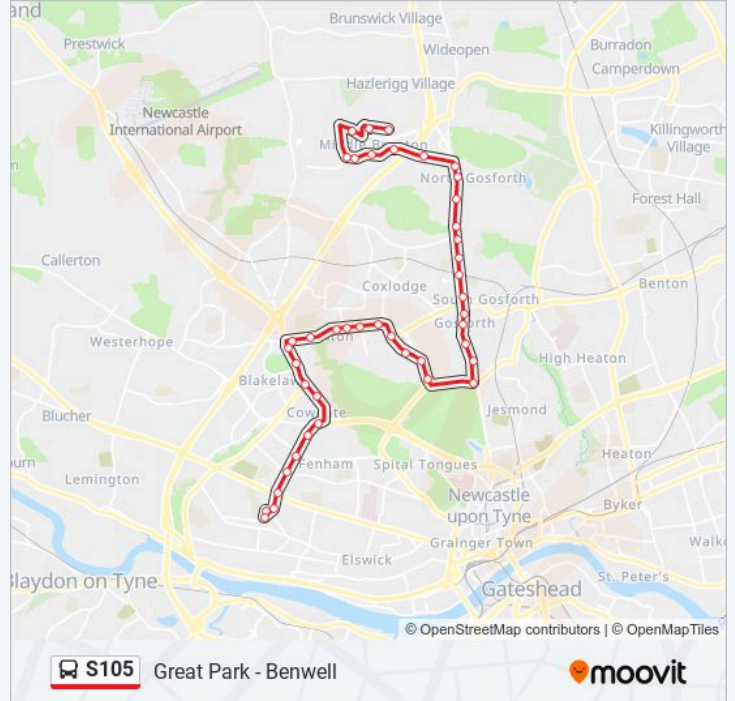 and
Brunswick Village
Prestwick
Wideopen
Burradon
Camperdown
Hazlerigg Village
Newcastle
International Airport
Killingworth
Village
North Gosforth
Forest Hall
Callerton
Benton
Coxlodge
South Gosforth
Gosforth
Westerhope
High Heaton
Blucher
Jesmond
Heaton
Lemington
Fenham
Spital Tongues
Newcastle
upon Tyne
Byker
Grainger Town
Elswick
Blaydon on Tyne
St. Peter's
Gateshead
© OpenStreetMap contributors | © OpenMapTiles
S105 Great Park - Benwell
moovit